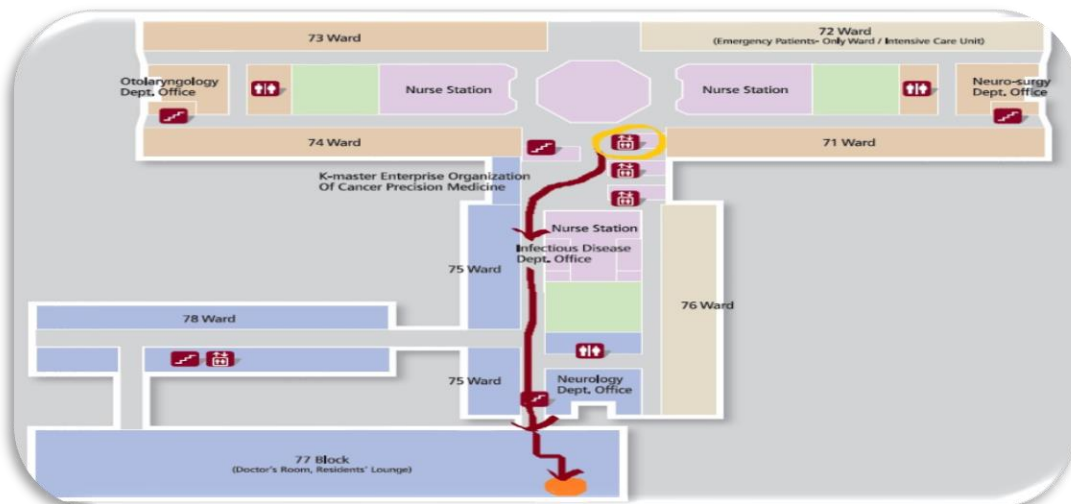 73 Ward
72 Ward
(Emergency Patients- Only Ward / Intensive Care Unit)
Otolaryngology
Dept. Office
Nurse Station
Nurse Station
Neuro-surgy
Dept. Office
74 Ward
71 Ward
K-master Enterprise Organization
Of Cancer Precision Medicine
Nurse Station
Infectious Disease
Dept. Office
75 Ward
76 Ward
78 Ward
75 Ward
Neurology
Dept. Office
77 Block
(Doctor's Room, Residents' Lounge)